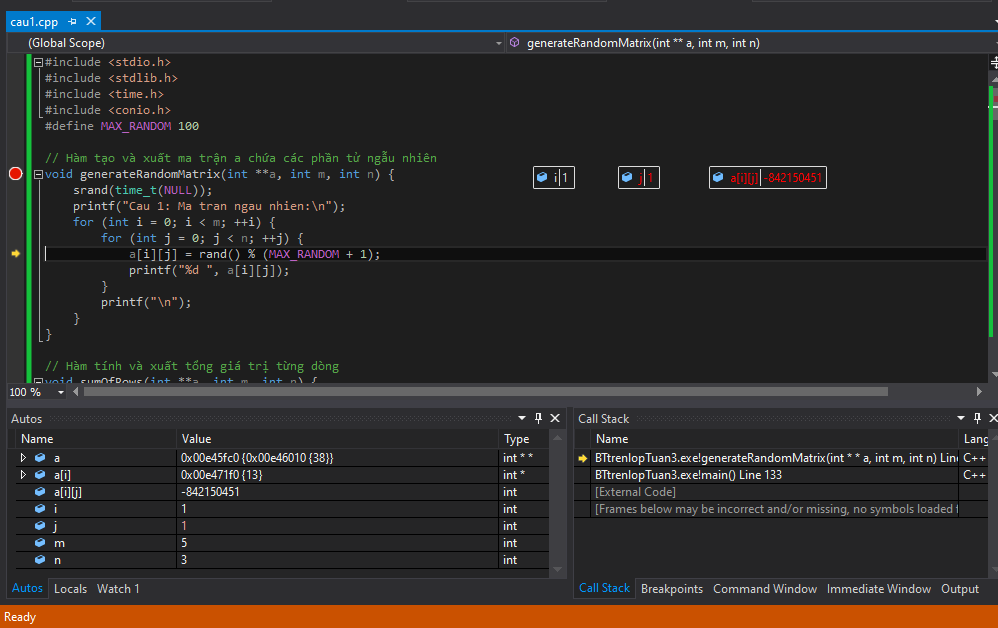 cau1.cpp
(Global Scope) generateRandomMatrix(int ** a, int m, int n)
#include <stdio.h>
#include <stdlib.h>
#include <time.h>
#include <conio.h>
#define MAX_RANDOM 100
// Hàm tạo và xuất ma trận a chứa các phần tử ngẫu nhiên
void generateRandomMatrix(int **a, int m, int n) {
srand(time_t(NULL));
printf("Cau 1: Ma tran ngau nhien:\n");
for (int i = 0; i < m; ++i) {
for (int j = 0; j < n; ++j) {
a[i][j] = rand() % (MAX_RANDOM + 1);
printf("%d ", a[i][j]);
}
printf("\n");
}
}
// Hàm tính và xuất tổng giá trị từng dòng
void sumOfRows(int **a, int m, int n) {
i 1
j 1
a[i][j] -842150451
100 %
Autos
Name Value Type
a 0x00e45fc0 {0x00e46010 {38}} int * *
a[i] 0x00e471f0 {13} int *
a[i][j] -842150451 int
i 1 int
j 1 int
m 5 int
n 3 int
Autos Locals Watch 1
Call Stack
Name Lang
BTtrenlopTuan3.exe!generateRandomMatrix(int * * a, int m, int n) Line C++
BTtrenlopTuan3.exe!main() Line 133 C++
[External Code]
[Frames below may be incorrect and/or missing, no symbols loaded f
Call Stack Breakpoints Command Window Immediate Window Output
Ready